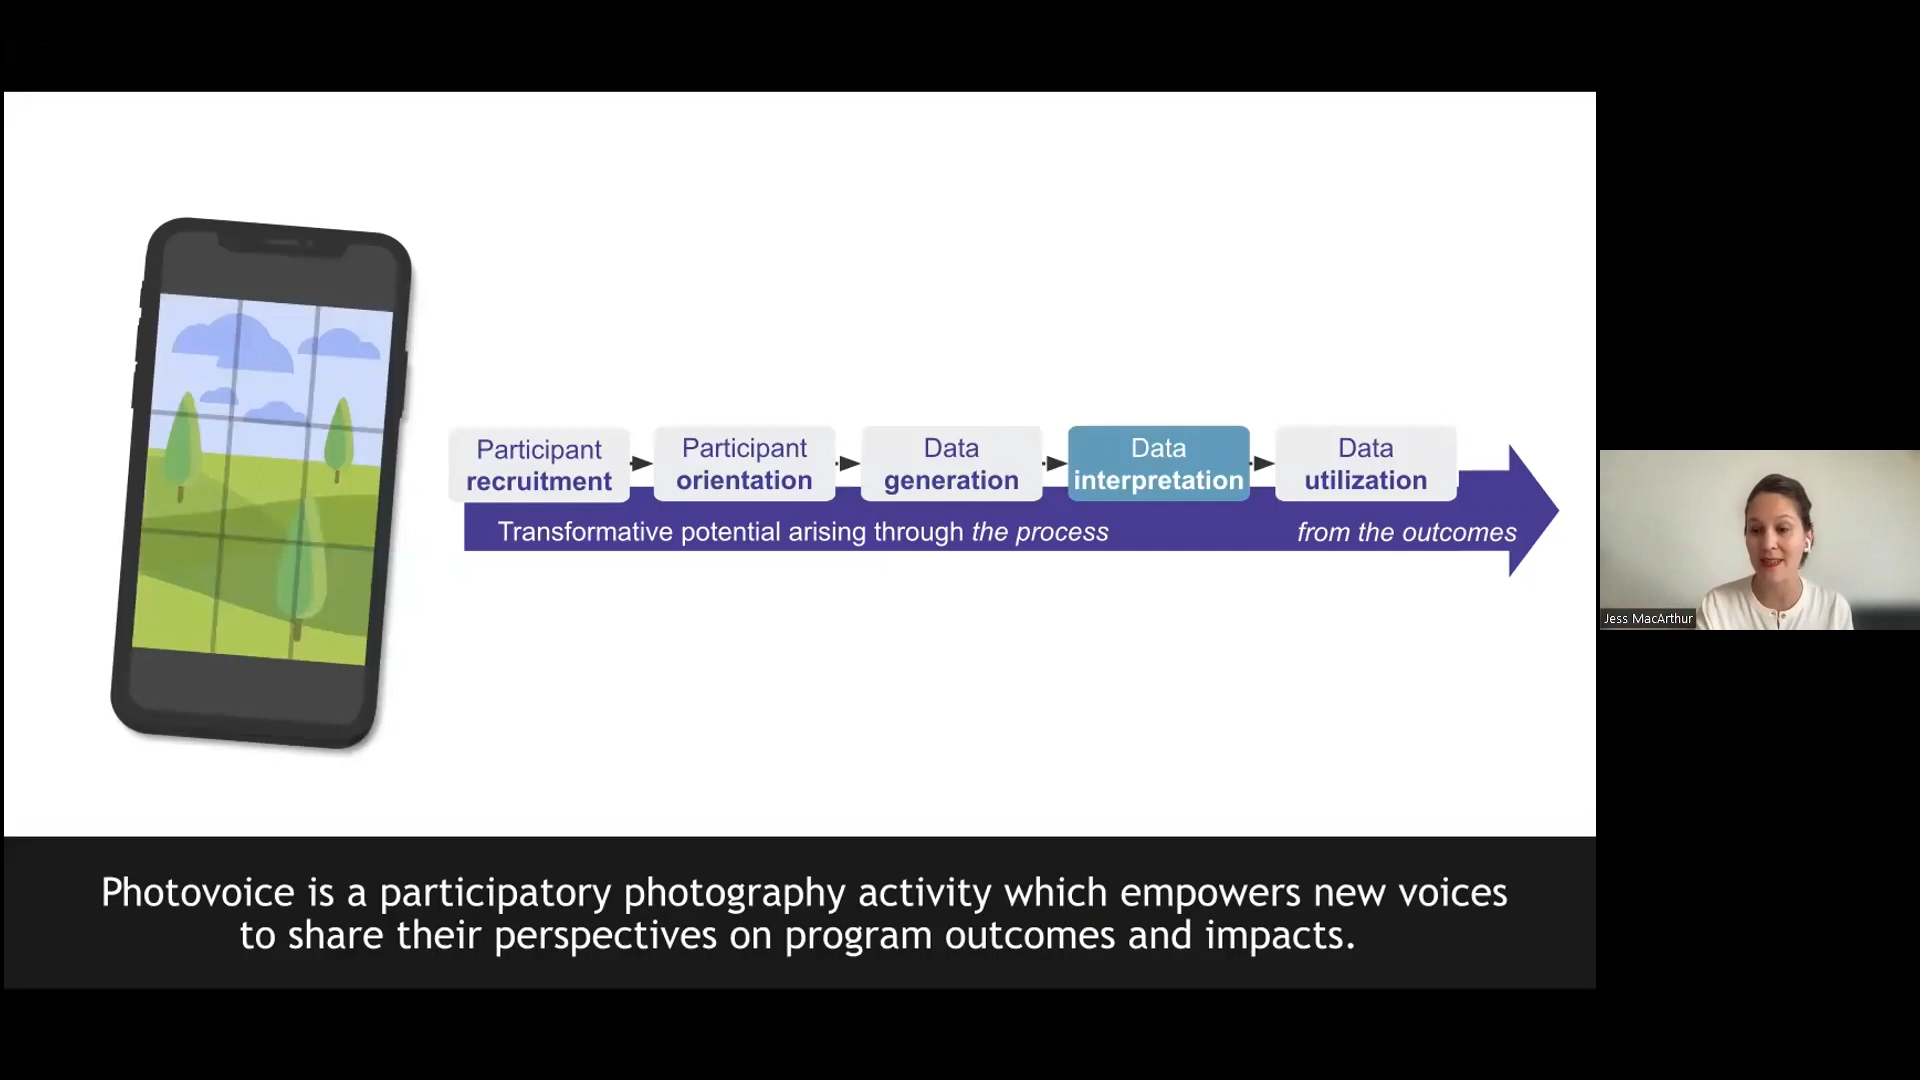 Participant
recruitment
Participant
orientation
Data
generation
Data
interpretation
Data
utilization
Transformative potential arising through the process
from the outcomes
Jess MacArthur
Photovoice is a participatory photography activity which empowers new voices
to share their perspectives on program outcomes and impacts.